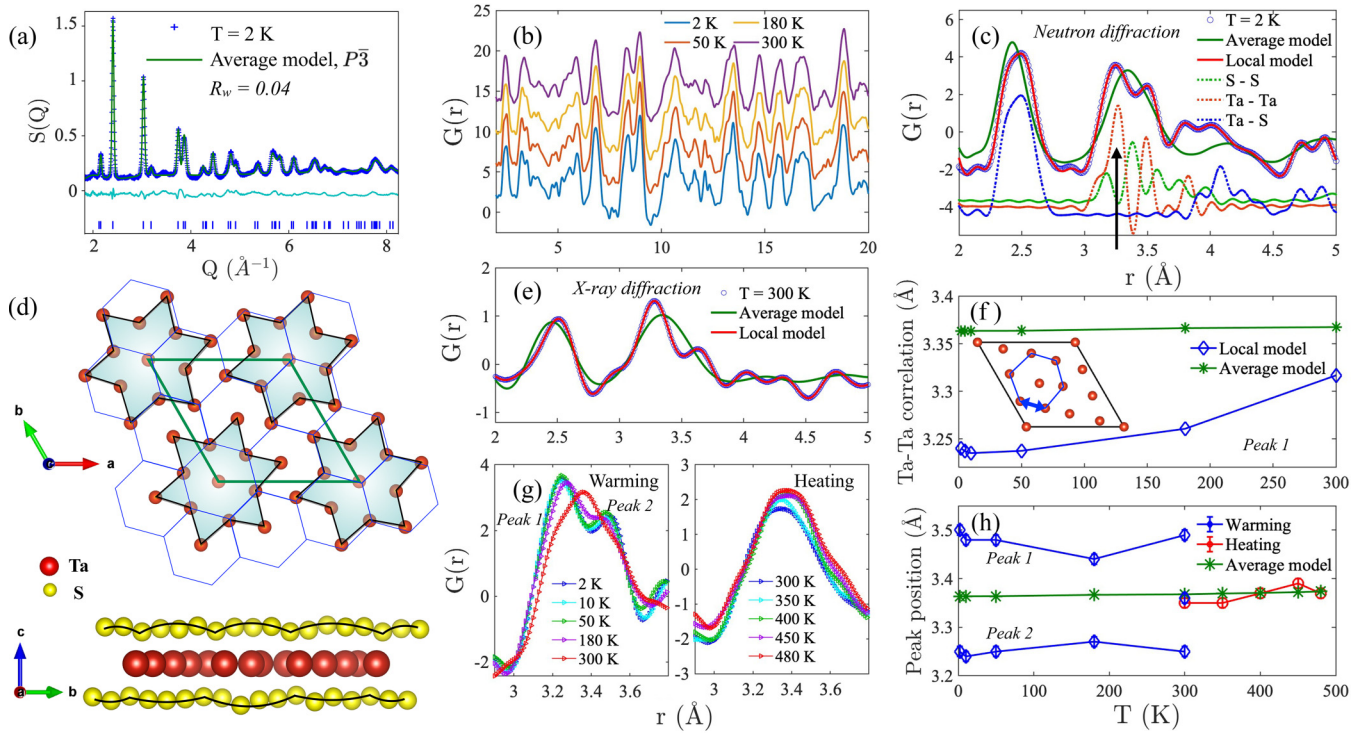 (a)
1.5
1
0.5
0
S(Q)
T = 2 K
Average model, P3̅
R_w = 0.04
2
4
6
8
Q (Å⁻¹)
(b)
2 K
180 K
50 K
300 K
25
20
15
10
5
0
G(r)
5
10
15
20
(c)
Neutron diffraction
T = 2 K
Average model
Local model
S - S
Ta - Ta
Ta - S
6
4
2
0
-2
-4
G(r)
2
2.5
3
3.5
4
4.5
5
r (Å)
(d)
b
c
a
Ta
S
c
a
b
(e)
X-ray diffraction
T = 300 K
Average model
Local model
2
1
0
-1
G(r)
2
2.5
3
3.5
4
4.5
5
(f)
Local model
Average model
Peak 1
3.4
3.35
3.3
3.25
3.2
Ta-Ta correlation (Å)
0
50
100
150
200
250
300
(g)
Warming
Peak 1
Peak 2
2 K
10 K
50 K
180 K
300 K
4
2
0
-2
G(r)
3
3.2
3.4
3.6
Heating
300 K
350 K
400 K
450 K
480 K
3
2
1
0
-1
-2
-3
3
3.2
3.4
3.6
r (Å)
(h)
Warming
Heating
Average model
Peak 1
Peak 2
3.5
3.4
3.3
3.2
Peak position (Å)
0
100
200
300
400
500
T (K)